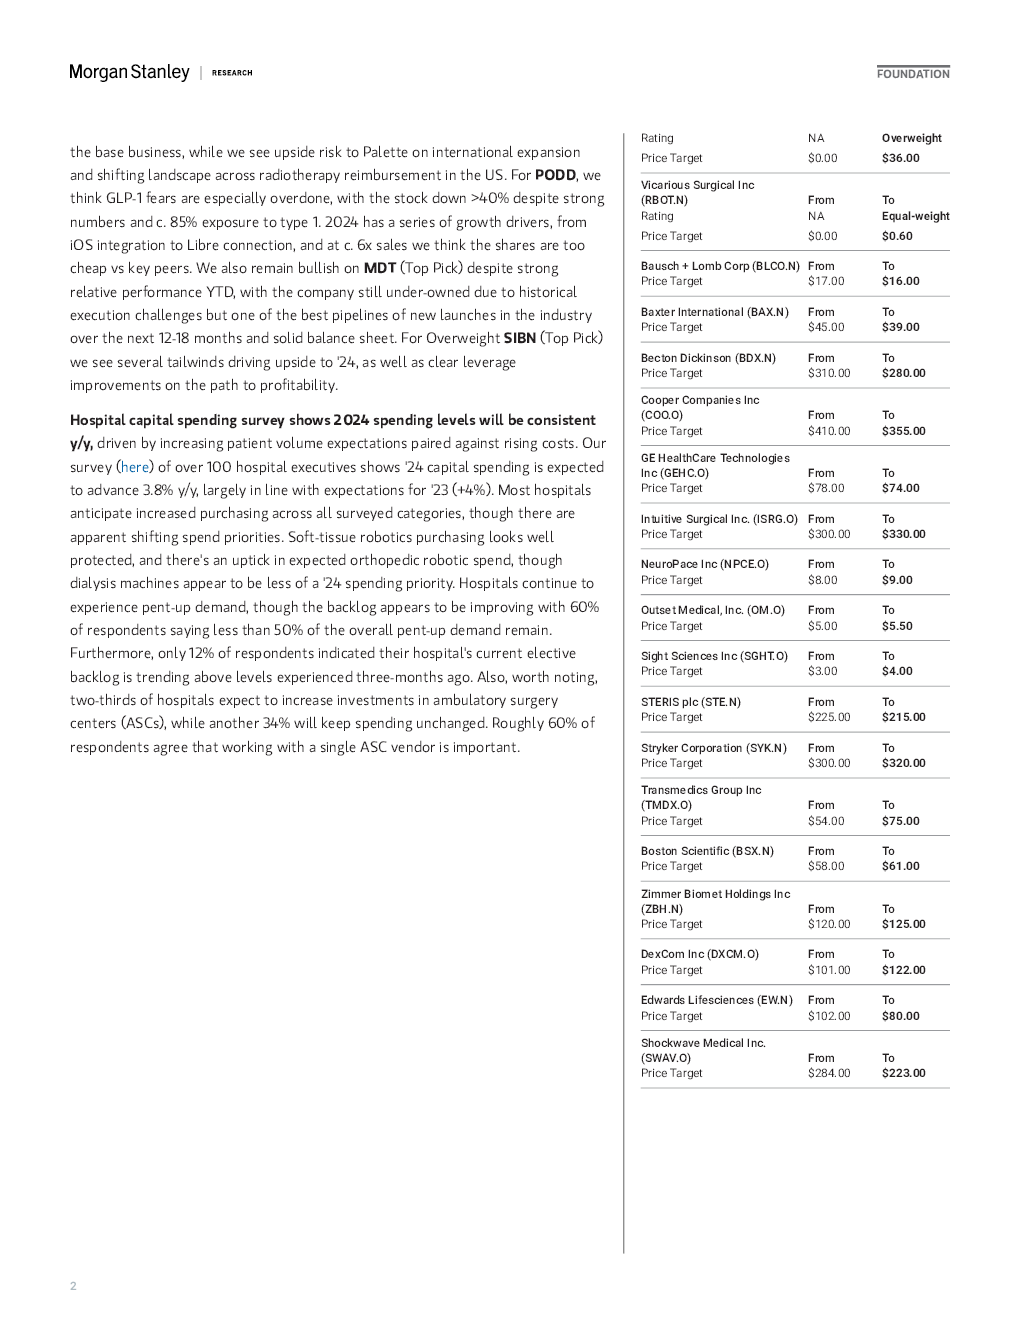 Morgan Stanley | RESEARCH
FOUNDATION
the base business, while we see upside risk to Palette on international expansion
and shifting landscape across radiotherapy reimbursement in the US. For PODD, we
think GLP-1 fears are especially overdone, with the stock down >40% despite strong
numbers and c. 85% exposure to type 1. 2024 has a series of growth drivers, from
iOS integration to Libre connection, and at c. 6x sales we think the shares are too
cheap vs key peers. We also remain bullish on MDT (Top Pick) despite strong
relative performance YTD, with the company still under-owned due to historical
execution challenges but one of the best pipelines of new launches in the industry
over the next 12-18 months and solid balance sheet. For Overweight SIBN (Top Pick)
we see several tailwinds driving upside to '24, as well as clear leverage
improvements on the path to profitability.
Hospital capital spending survey shows 2024 spending levels will be consistent
y/y, driven by increasing patient volume expectations paired against rising costs. Our
survey (here) of over 100 hospital executives shows '24 capital spending is expected
to advance 3.8% y/y, largely in line with expectations for '23 (+4%). Most hospitals
anticipate increased purchasing across all surveyed categories, though there are
apparent shifting spend priorities. Soft-tissue robotics purchasing looks well
protected, and there's an uptick in expected orthopedic robotic spend, though
dialysis machines appear to be less of a '24 spending priority. Hospitals continue to
experience pent-up demand, though the backlog appears to be improving with 60%
of respondents saying less than 50% of the overall pent-up demand remain.
Furthermore, only 12% of respondents indicated their hospital's current elective
backlog is trending above levels experienced three-months ago. Also, worth noting,
two-thirds of hospitals expect to increase investments in ambulatory surgery
centers (ASCs), while another 34% will keep spending unchanged. Roughly 60% of
respondents agree that working with a single ASC vendor is important.
Rating NA Overweight
Price Target $0.00 $36.00
Vicarious Surgical Inc
(RBOT.N) From To
Rating NA Equal-weight
Price Target $0.00 $0.60
Bausch + Lomb Corp (BLCO.N) From To
Price Target $17.00 $16.00
Baxter International (BAX.N) From To
Price Target $45.00 $39.00
Becton Dickinson (BDX.N) From To
Price Target $310.00 $280.00
Cooper Companies Inc
(COO.O) From To
Price Target $410.00 $355.00
GE HealthCare Technologies
Inc (GEHC.O) From To
Price Target $78.00 $74.00
Intuitive Surgical Inc. (ISRG.O) From To
Price Target $300.00 $330.00
NeuroPace Inc (NPCE.O) From To
Price Target $8.00 $9.00
Outset Medical, Inc. (OM.O) From To
Price Target $5.00 $5.50
Sight Sciences Inc (SGHT.O) From To
Price Target $3.00 $4.00
STERIS plc (STE.N) From To
Price Target $225.00 $215.00
Stryker Corporation (SYK.N) From To
Price Target $300.00 $320.00
Transmedics Group Inc
(TMDX.O) From To
Price Target $54.00 $75.00
Boston Scientific (BSX.N) From To
Price Target $58.00 $61.00
Zimmer Biomet Holdings Inc
(ZBH.N) From To
Price Target $120.00 $125.00
DexCom Inc (DXCM.O) From To
Price Target $101.00 $122.00
Edwards Lifesciences (EW.N) From To
Price Target $102.00 $80.00
Shockwave Medical Inc.
(SWAV.O) From To
Price Target $284.00 $223.00
2